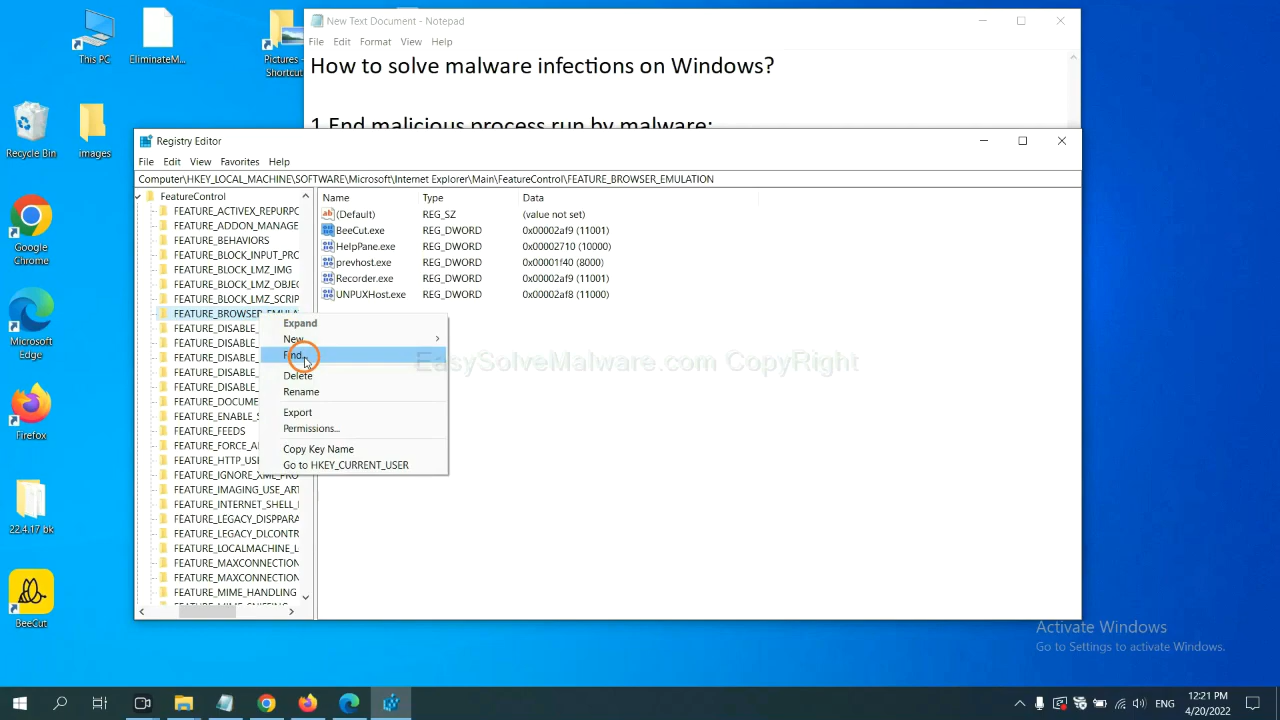 New Text Document - Notepad
File Edit Format View Help
How to solve malware infections on Windows?
1 End malicious process run by malware:
This PC
EliminateM...
Pictures - Shortcut
Recycle Bin
images
Google Chrome
Microsoft Edge
Firefox
22.4.17 bk
BeeCut
Registry Editor
File Edit View Favorites Help
Computer\HKEY_LOCAL_MACHINE\SOFTWARE\Microsoft\Internet Explorer\Main\FeatureControl\FEATURE_BROWSER_EMULATION
FeatureControl
FEATURE_ACTIVEX_REPURPO
FEATURE_ADDON_MANAGE
FEATURE_BEHAVIORS
FEATURE_BLOCK_INPUT_PRO
FEATURE_BLOCK_LMZ_IMG
FEATURE_BLOCK_LMZ_OBJE
FEATURE_BLOCK_LMZ_SCRIP
FEATURE_BROWSER_EMULA
FEATURE_DISABLE_
FEATURE_DISABLE_
FEATURE_DISABLE_
FEATURE_DISABLE_
FEATURE_DISABLE_
FEATURE_DOCUME
FEATURE_ENABLE_S
FEATURE_FEEDS
FEATURE_FORCE_A
FEATURE_HTTP_USE
FEATURE_IGNORE_XML_PRO
FEATURE_IMAGING_USE_ART
FEATURE_INTERNET_SHELL_
FEATURE_LEGACY_DISPPARA
FEATURE_LEGACY_DLCONTR
FEATURE_LOCALMACHINE_L
FEATURE_MAXCONNECTION
FEATURE_MAXCONNECTION
FEATURE_MIME_HANDLING
FEATURE_MIME_SNIFFING
Name Type Data
(Default) REG_SZ (value not set)
BeeCut.exe REG_DWORD 0x00002af9 (11001)
HelpPane.exe REG_DWORD 0x00002710 (10000)
prevhost.exe REG_DWORD 0x00001f40 (8000)
Recorder.exe REG_DWORD 0x00002af9 (11001)
UNPUXHost.exe REG_DWORD 0x00002af8 (11000)
Expand
New
Find...
Delete
Rename
Export
Permissions...
Copy Key Name
Go to HKEY_CURRENT_USER
EasySolveMalware.com CopyRight
Activate Windows
Go to Settings to activate Windows.
ENG
12:21 PM
4/20/2022